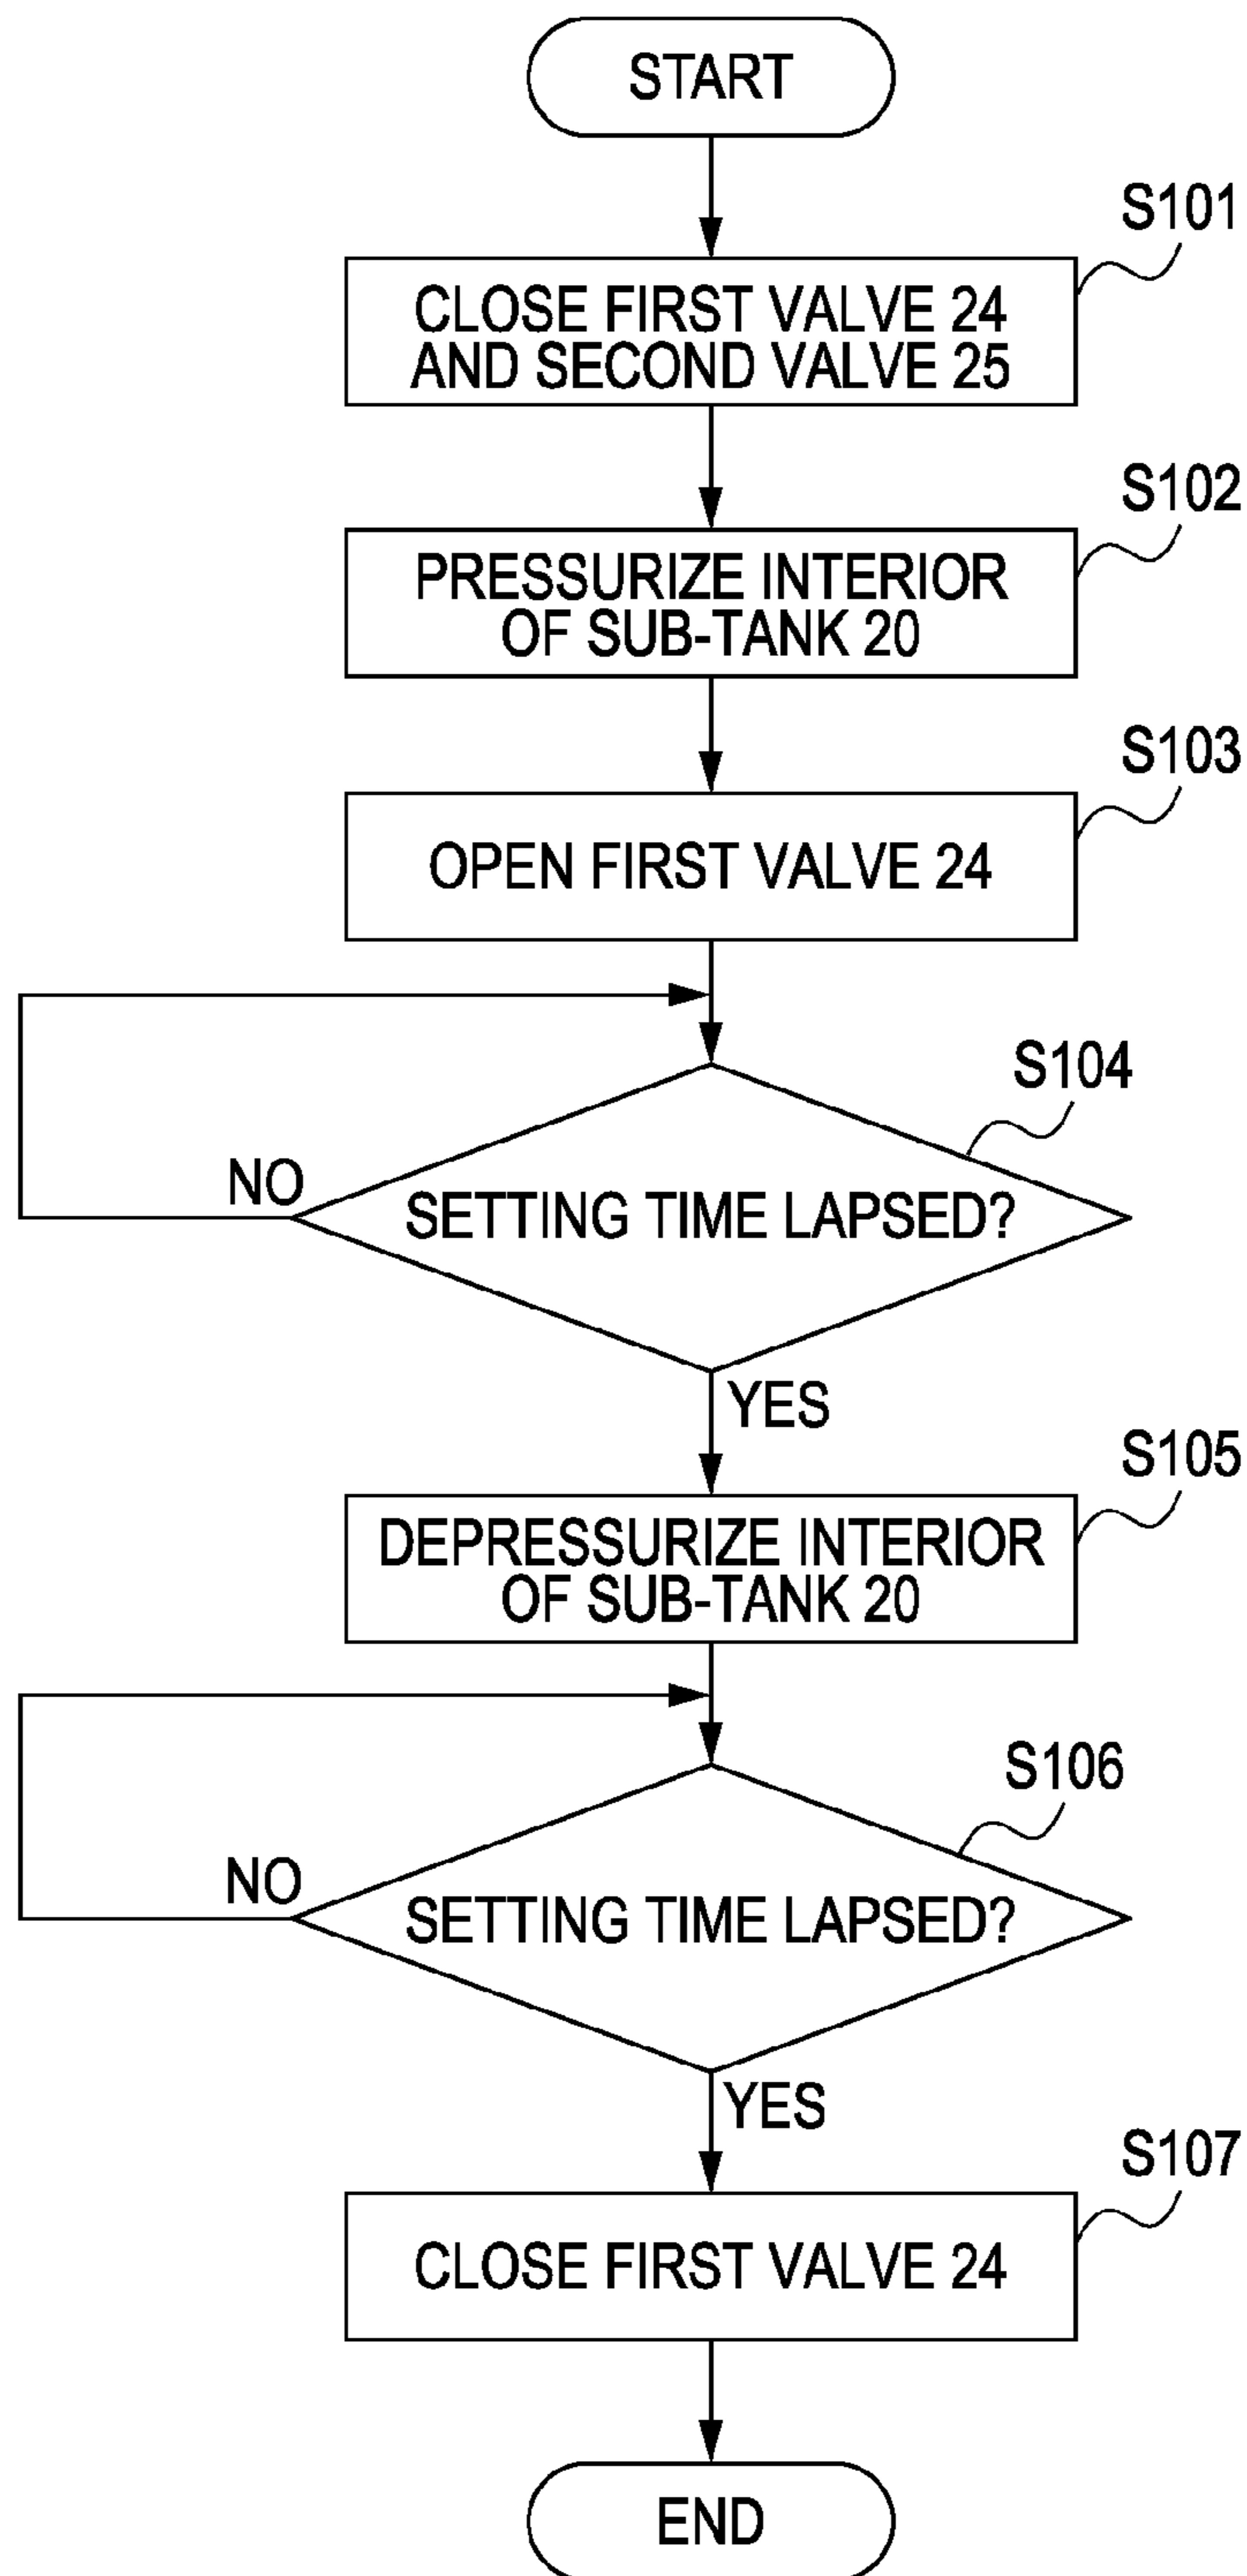 START
S101
CLOSE FIRST VALVE 24
AND SECOND VALVE 25
S102
PRESSURIZE INTERIOR
OF SUB-TANK 20
S103
OPEN FIRST VALVE 24
S104
NO
SETTING TIME LAPSED?
YES
S105
DEPRESSURIZE INTERIOR
OF SUB-TANK 20
S106
NO
SETTING TIME LAPSED?
YES
S107
CLOSE FIRST VALVE 24
END